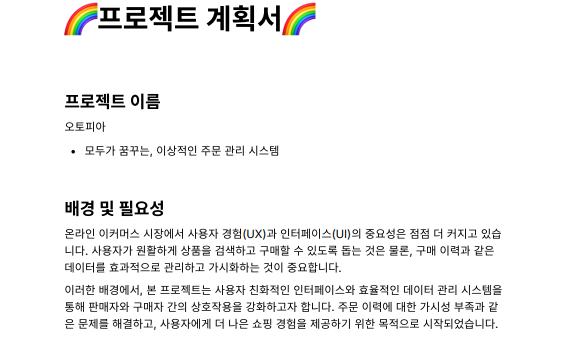 🌈프로젝트 계획서🌈
프로젝트 이름
오토피아
• 모두가 꿈꾸는, 이상적인 주문 관리 시스템
배경 및 필요성
온라인 이커머스 시장에서 사용자 경험(UX)과 인터페이스(UI)의 중요성은 점점 더 커지고 있습
니다. 사용자가 원활하게 상품을 검색하고 구매할 수 있도록 돕는 것은 물론, 구매 이력과 같은
데이터를 효과적으로 관리하고 가시화하는 것이 중요합니다.
이러한 배경에서, 본 프로젝트는 사용자 친화적인 인터페이스와 효율적인 데이터 관리 시스템을
통해 판매자와 구매자 간의 상호작용을 강화하고자 합니다. 주문 이력에 대한 가시성 부족과 같
은 문제를 해결하고, 사용자에게 더 나은 쇼핑 경험을 제공하기 위한 목적으로 시작되었습니다.